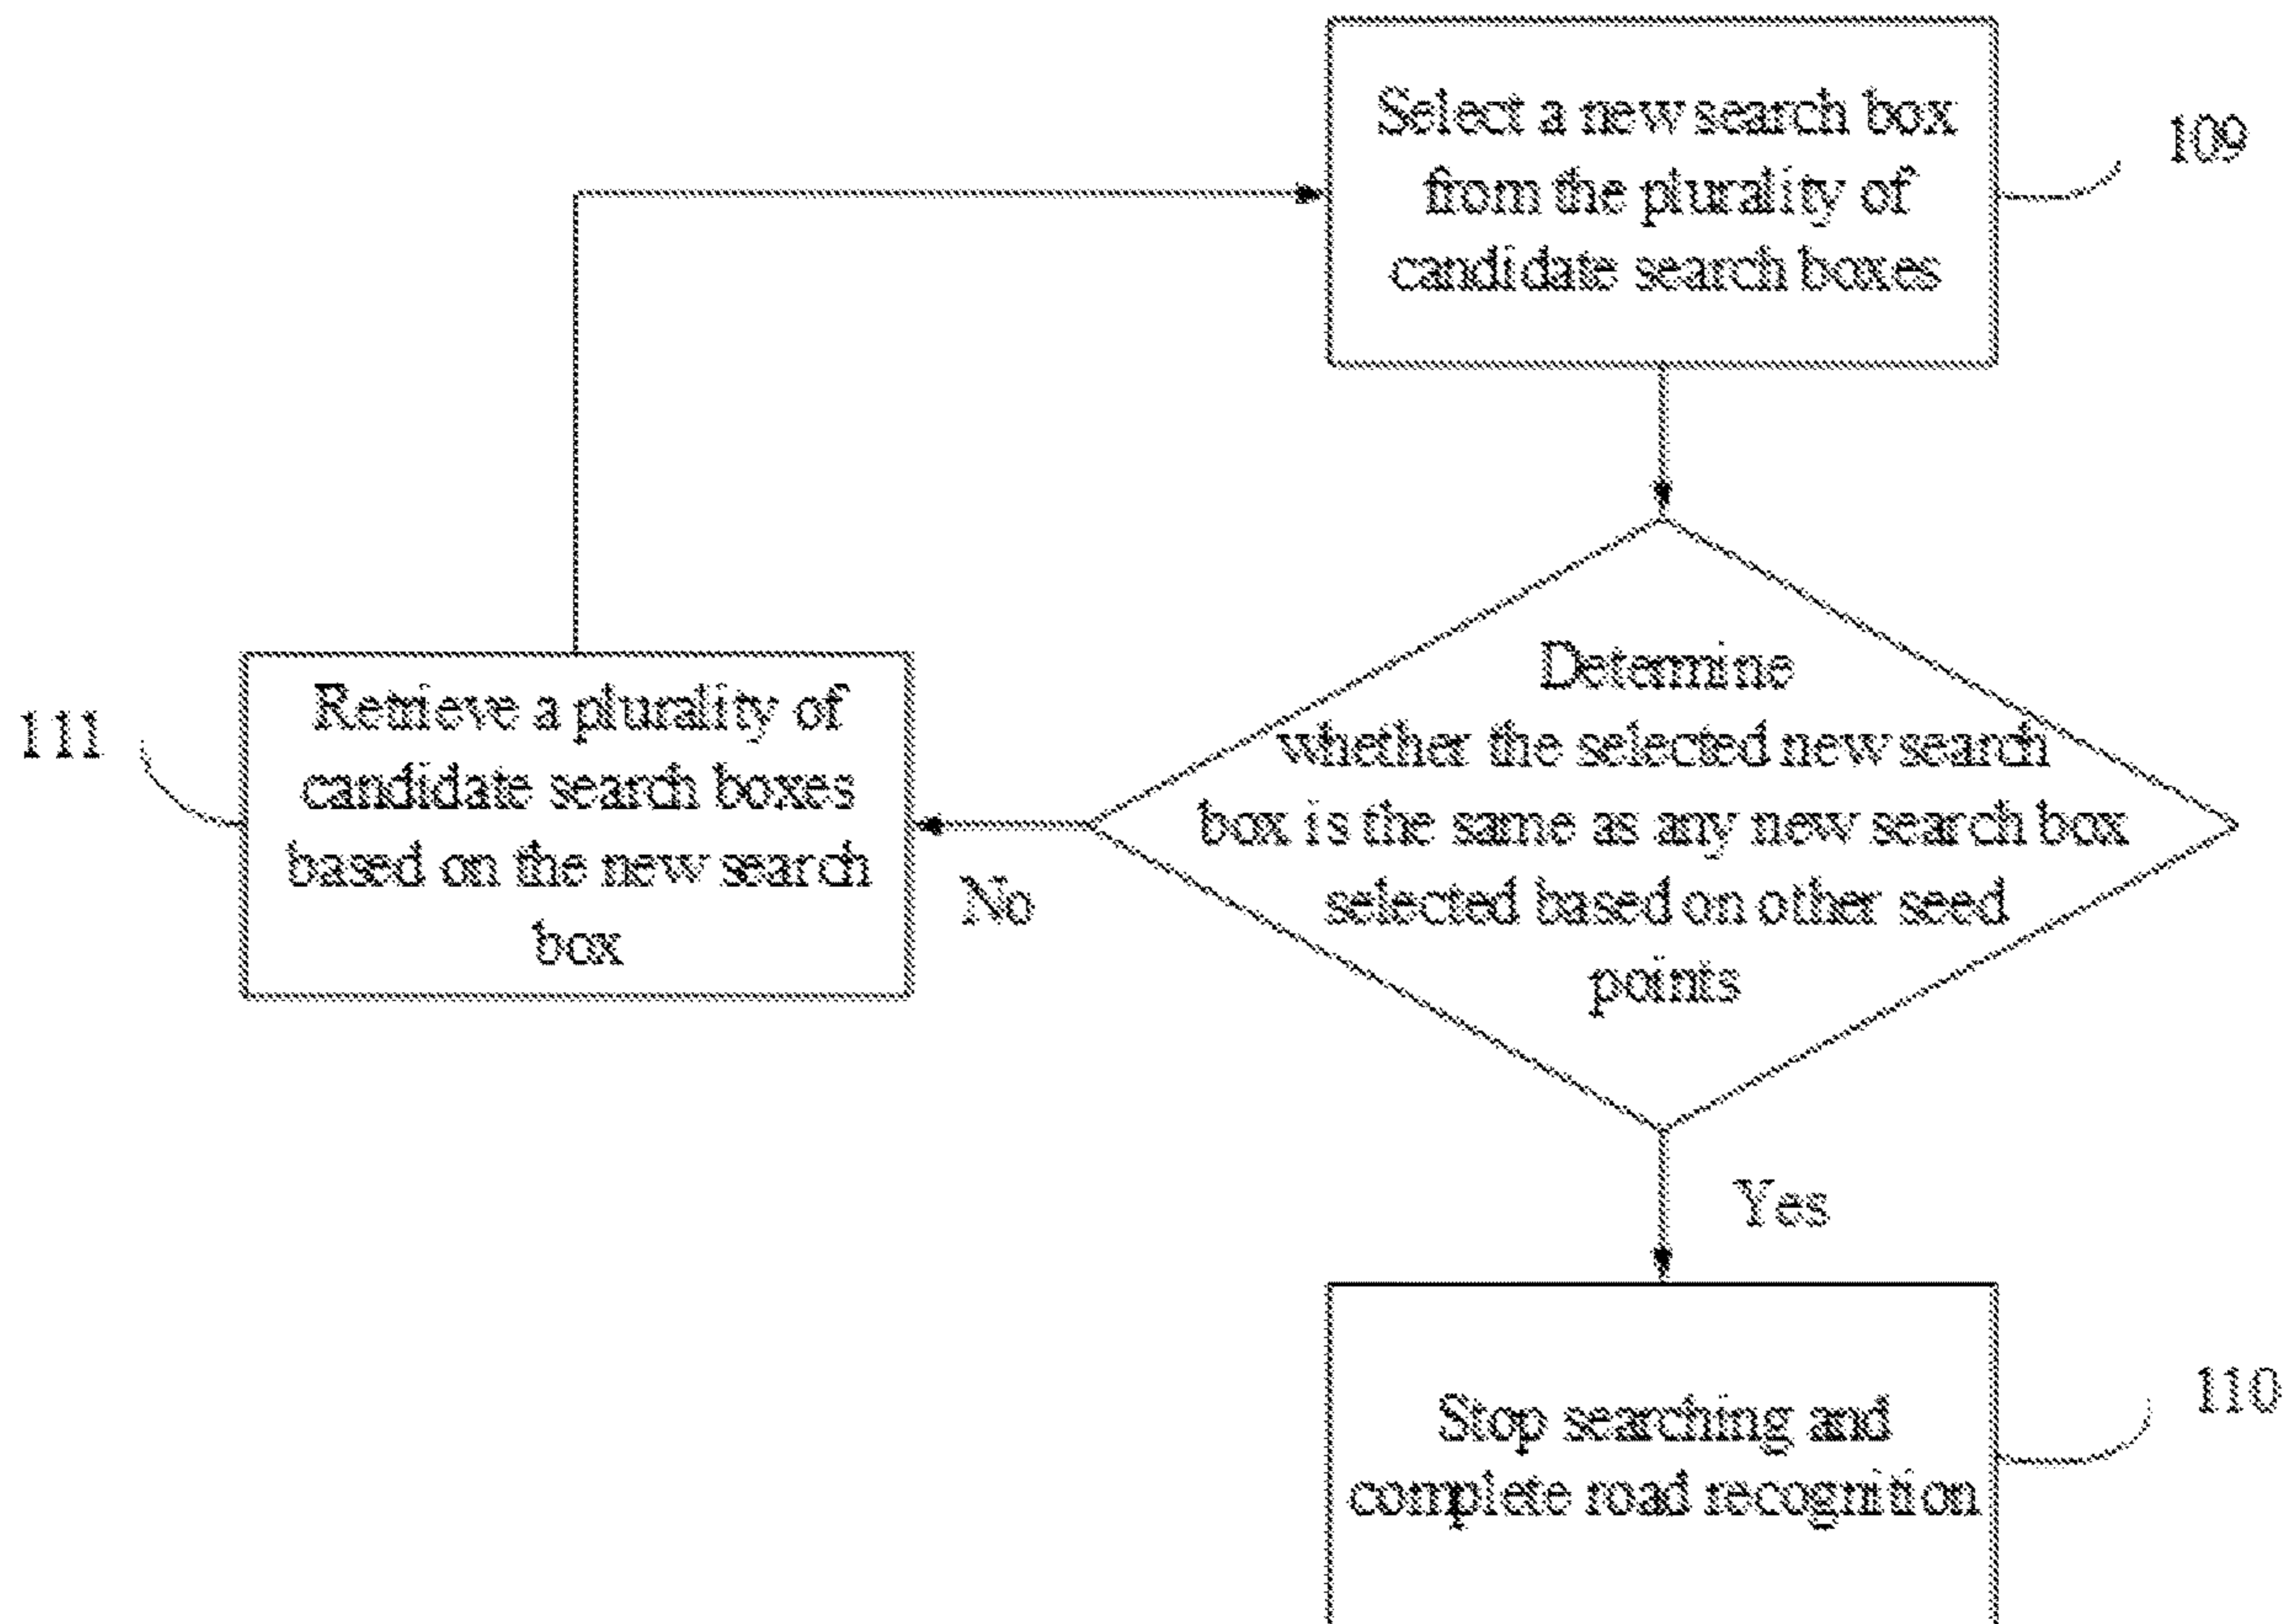 Select a new search box
from the plurality of
candidate search boxes
109
Determine
whether the selected new search
box is the same as any new search box
selected based on other seed
points
111
Retrieve a plurality of
candidate search boxes
based on the new search
box
No
Yes
Stop searching and
complete road recognition
110